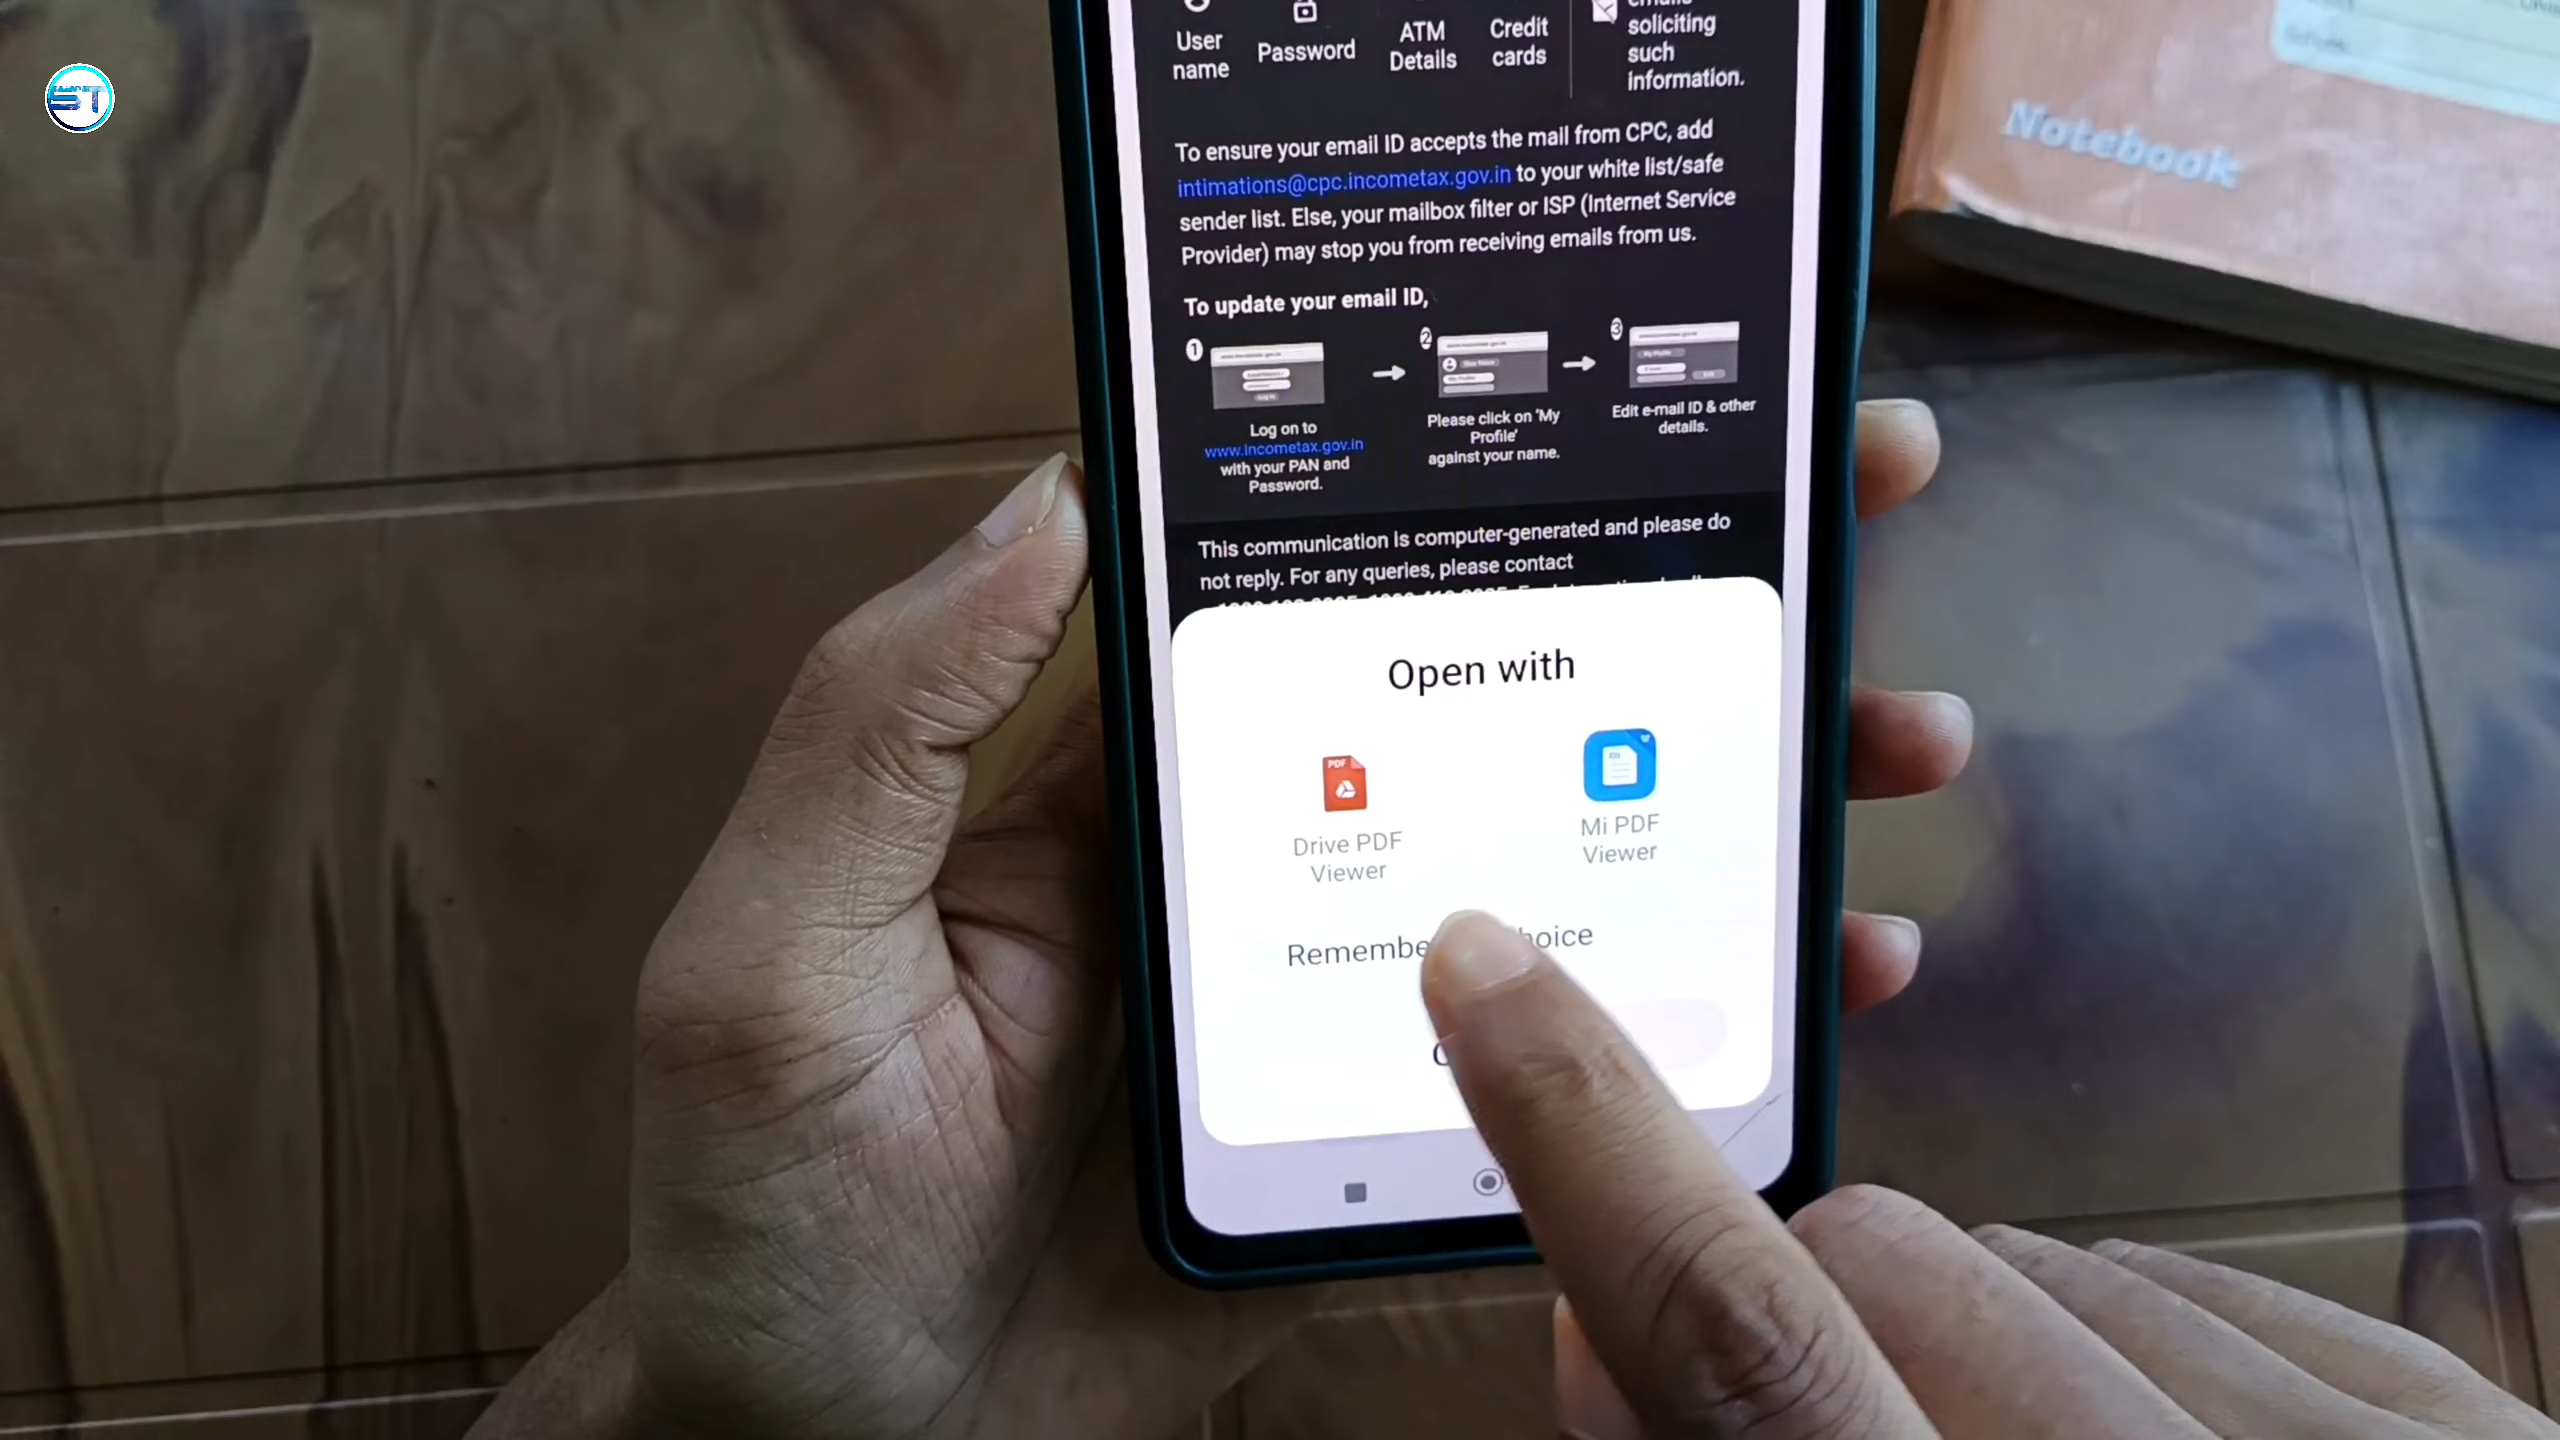 ST
User
name
Password
ATM
Details
Credit
cards
soliciting
such
information.
To ensure your email ID accepts the mail from CPC, add
intimations@cpc.incometax.gov.in to your white list/safe
sender list. Else, your mailbox filter or ISP (Internet Service
Provider) may stop you from receiving emails from us.
To update your email ID,
1
2
3
Log on to
www.incometax.gov.in
with your PAN and
Password.
Please click on 'My
Profile'
against your name.
Edit e-mail ID & other
details.
This communication is computer-generated and please do
not reply. For any queries, please contact
Open with
PDF
Drive PDF
Viewer
Mi PDF
Viewer
Notebook